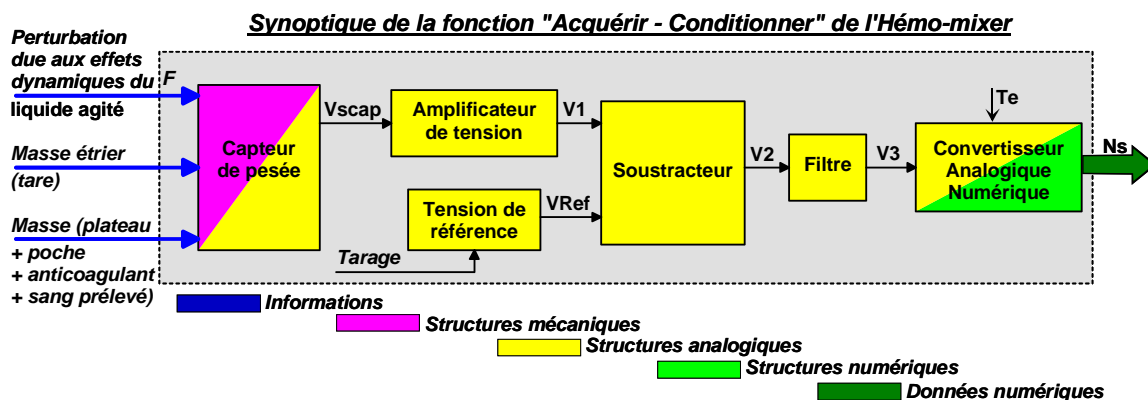 Synoptique de la fonction "Acquérir - Conditionner" de l'Hémo-mixer
Perturbation
due aux effets
dynamiques du
liquide agité
F
Masse étrier
(tare)
Masse (plateau
+ poche
+ anticoagulant
+ sang prélevé)
Capteur
de pesée
Vscap
Amplificateur
de tension
V1
Tension de
référence
VRef
Tarage
Soustracteur
V2
Filtre
V3
Te
Convertisseur
Analogique
Numérique
Ns
Informations
Structures mécaniques
Structures analogiques
Structures numériques
Données numériques